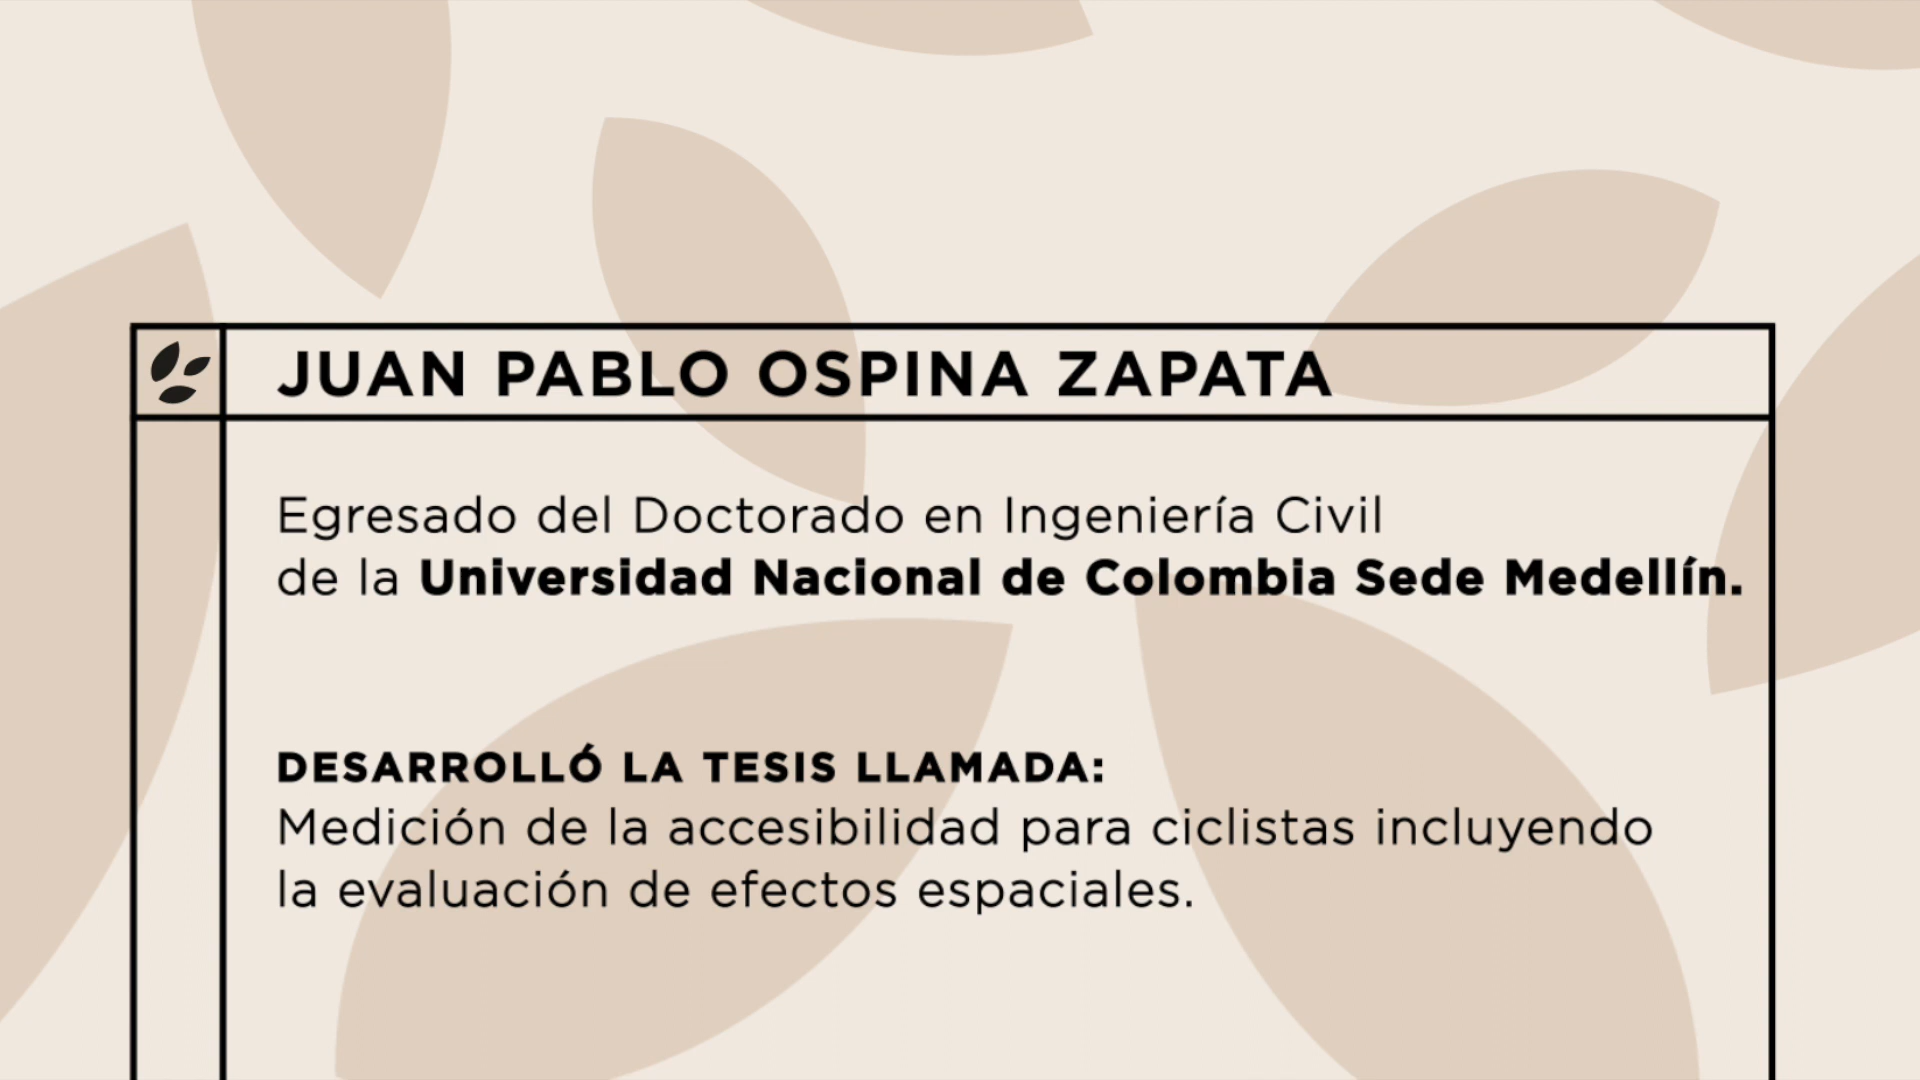 JUAN PABLO OSPINA ZAPATA
Egresado del Doctorado en Ingeniería Civil
de la Universidad Nacional de Colombia Sede Medellín.
DESARROLLÓ LA TESIS LLAMADA:
Medición de la accesibilidad para ciclistas incluyendo
la evaluación de efectos espaciales.